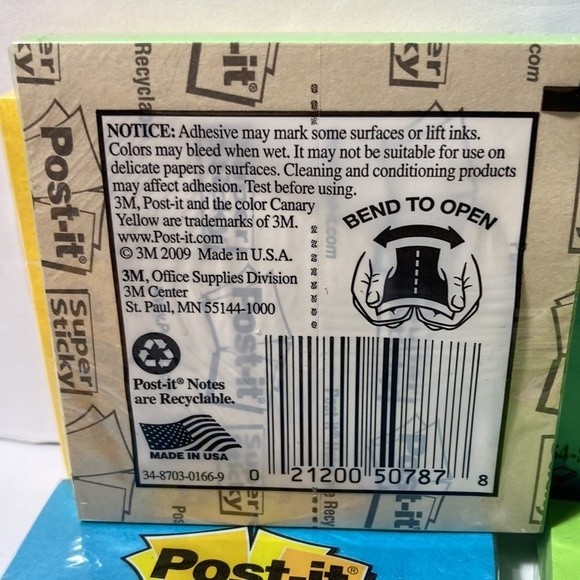 NOTICE: Adhesive may mark some surfaces or lift inks.
Colors may bleed when wet. It may not be suitable for use on
delicate papers or surfaces. Cleaning and conditioning products
may affect adhesion. Test before using.
3M, Post-it and the color Canary
Yellow are trademarks of 3M.
www.Post-it.com
© 3M 2009 Made in U.S.A.
3M, Office Supplies Division
3M Center
St. Paul, MN 55144-1000
BEND TO OPEN
Post-it® Notes
are Recyclable.
MADE IN USA
34-8703-0166-9
0 21200 50787 8
Post-it®
Super
Sticky
Post-it®
.com
Post-it®